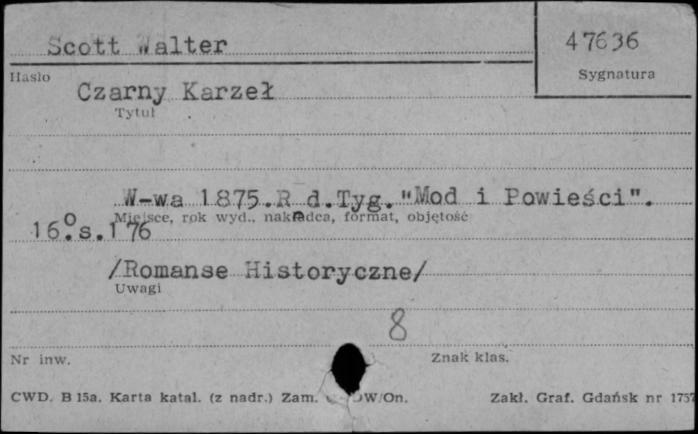 Scott Walter
47636
Hasło
Sygnatura
Czarny Karzeł
Tytuł
W-wa 1875.R d.Tyg."Mod i Powieści".
Miejsce, rok wyd., nakładca, format, objętość
16º.s.176
/Romanse Historyczne/
Uwagi
8
Nr inw.
Znak klas.
CWD. B 15a. Karta katal. (z nadr.) Zam. W/On.
Zakł. Graf. Gdańsk nr 1757